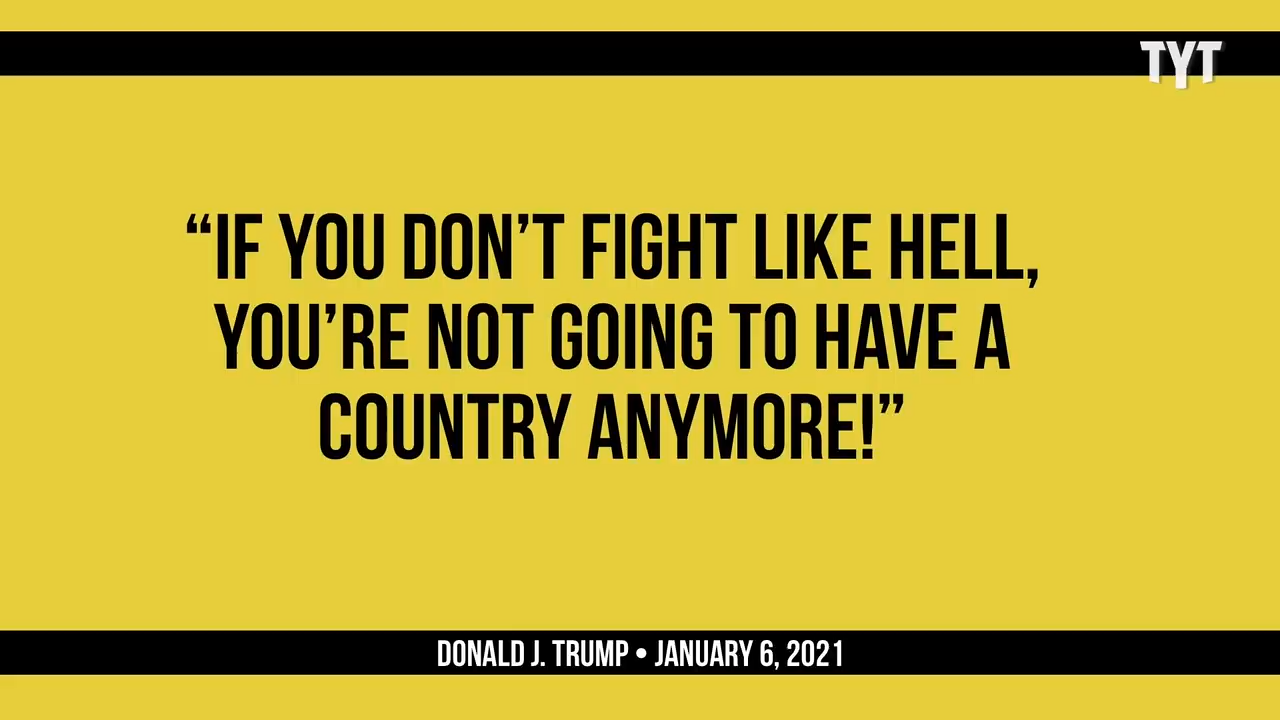 TYT
“IF YOU DON’T FIGHT LIKE HELL,
YOU’RE NOT GOING TO HAVE A
COUNTRY ANYMORE!”
DONALD J. TRUMP • JANUARY 6, 2021